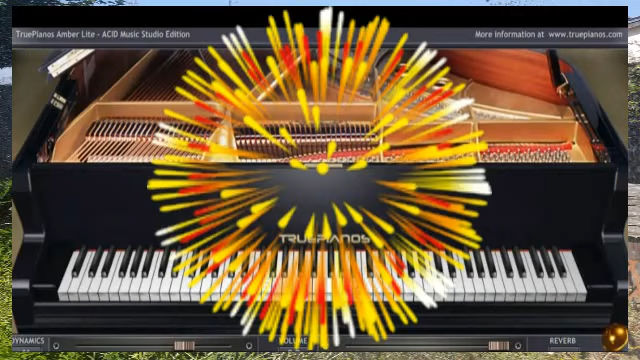 TruePianos Amber Lite - ACID Music Studio Edition
More information at www.truepianos.com
TRUEPIANOS
DYNAMICS
VOLUME
REVERB